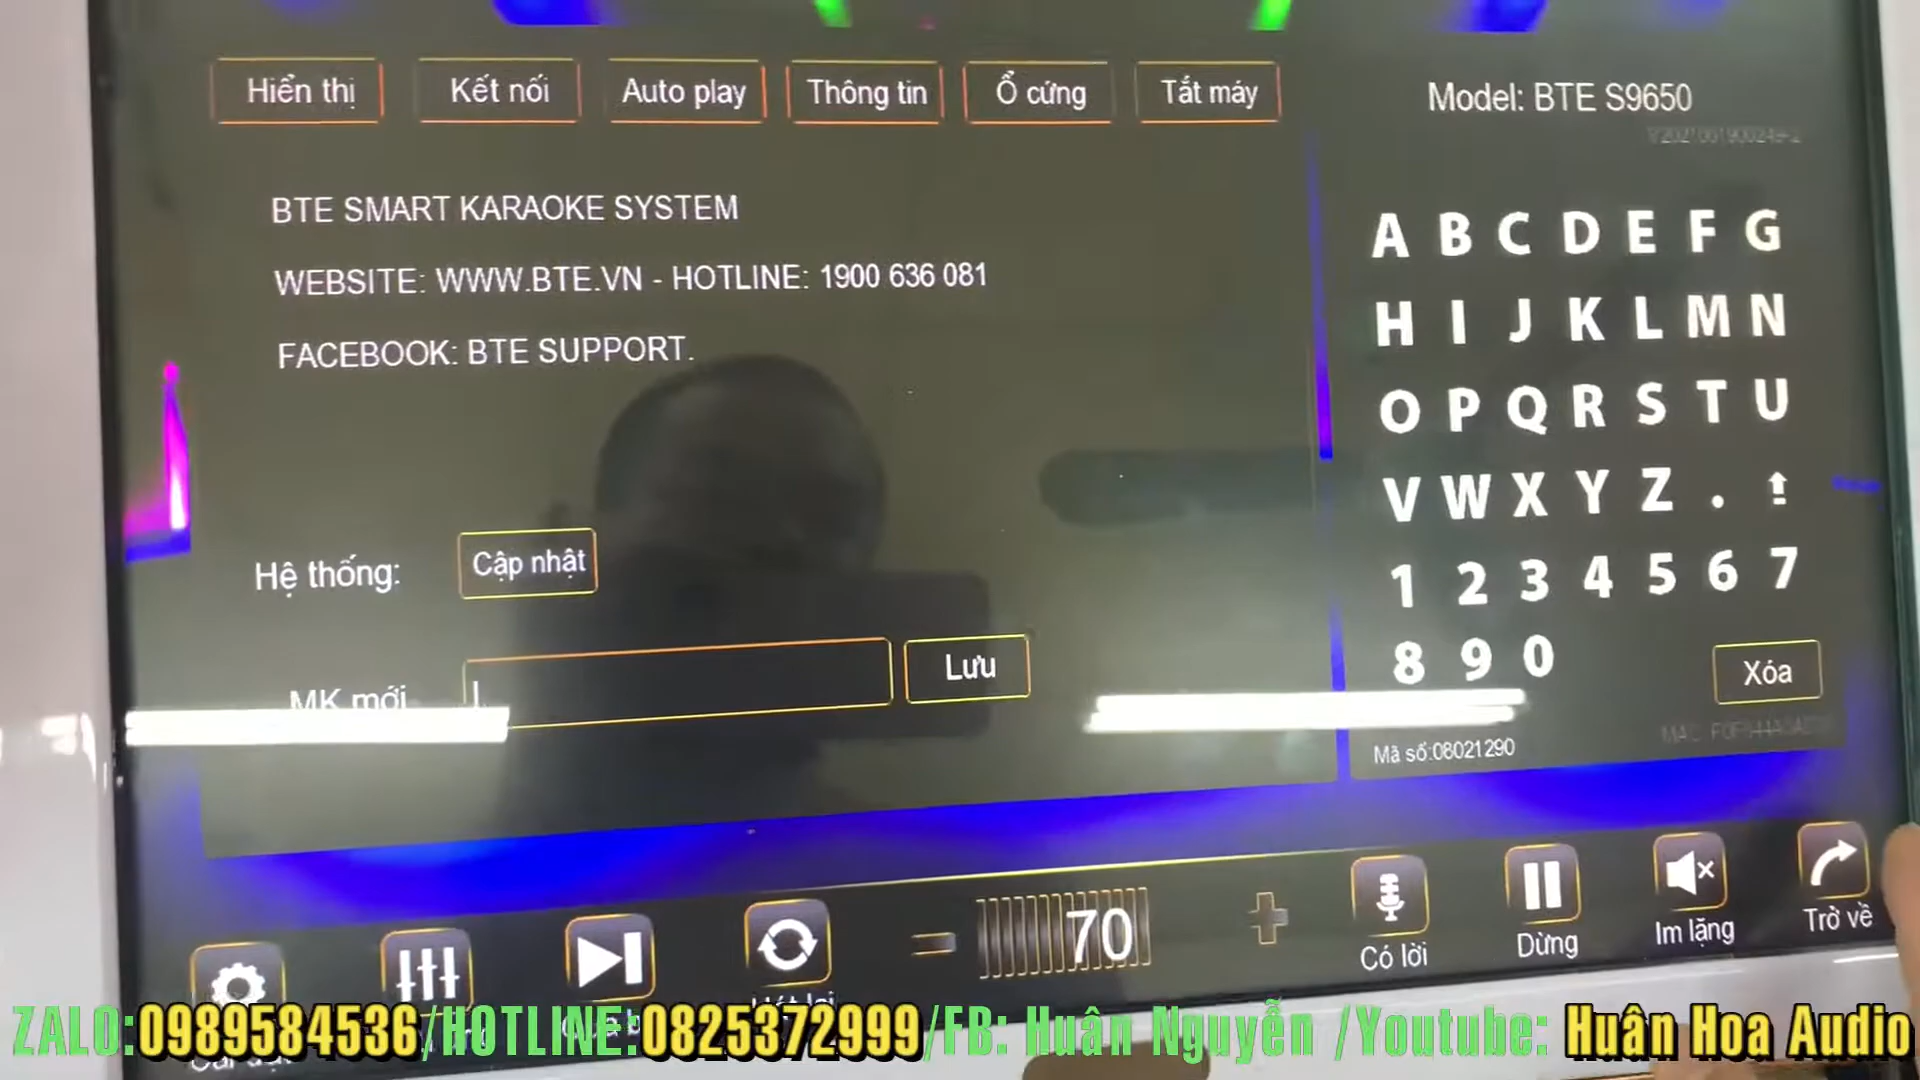 Hiển thị Kết nối Auto play Thông tin Ổ cứng Tắt máy
Model: BTE S9650
BTE SMART KARAOKE SYSTEM
WEBSITE: WWW.BTE.VN - HOTLINE: 1900 636 081
FACEBOOK: BTE SUPPORT.
A B C D E F G
H I J K L M N
O P Q R S T U
V W X Y Z .
1 2 3 4 5 6 7
8 9 0
Xóa
Hệ thống: Cập nhật
MK mới Lưu
Mã số:08021290
70
Có lời Dừng Im lặng Trở về
ZALO:0989584536/HOTLINE:0825372999/FB: Huân Nguyễn /Youtube: Huân Hoa Audio